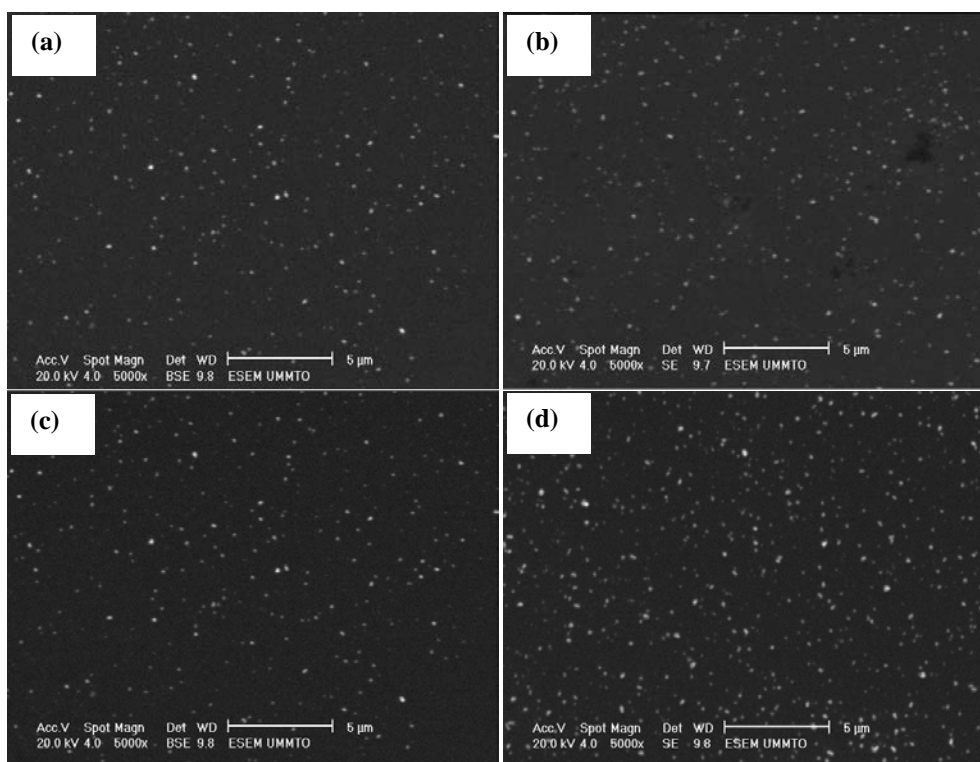 (a)
Acc.V Spot Magn Det WD 5 µm
20.0 kV 4.0 5000x BSE 9.8 ESEM UMMTO
(b)
Acc.V Spot Magn Det WD 5 µm
20.0 kV 4.0 5000x SE 9.7 ESEM UMMTO
(c)
Acc.V Spot Magn Det WD 5 µm
20.0 kV 4.0 5000x BSE 9.8 ESEM UMMTO
(d)
Acc.V Spot Magn Det WD 5 µm
20.0 kV 4.0 5000x SE 9.8 ESEM UMMTO